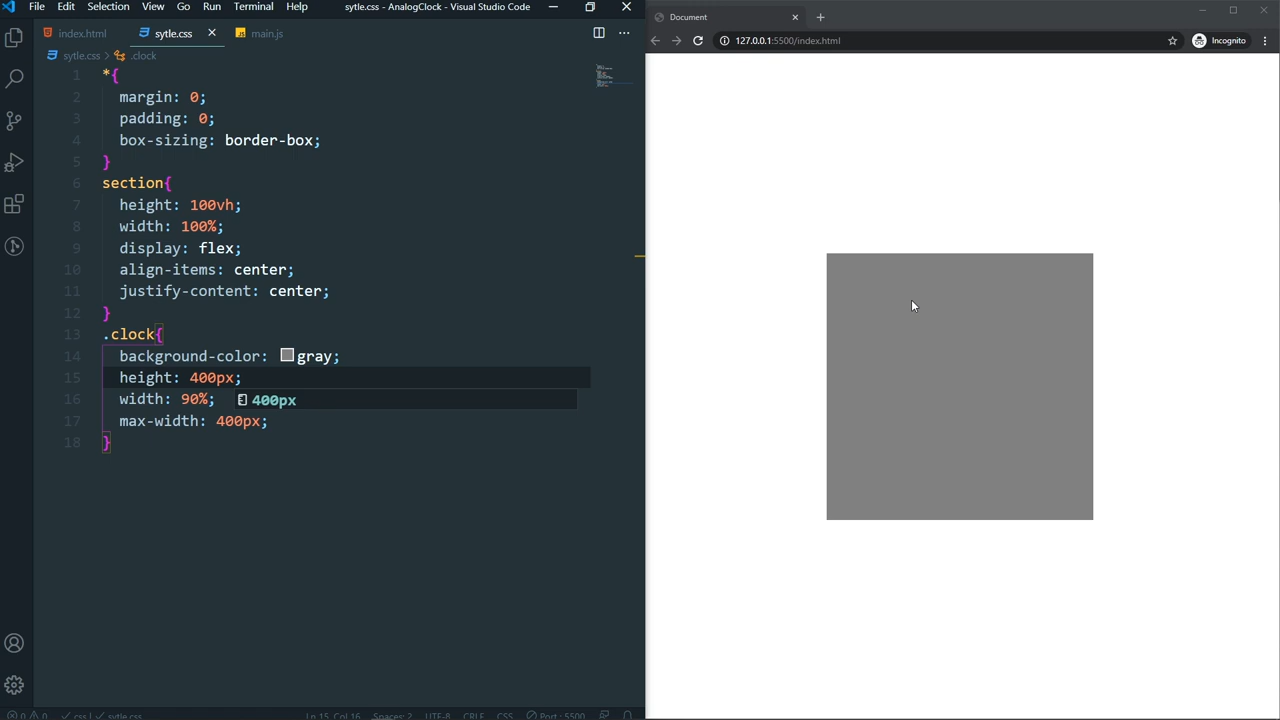 File Edit Selection View Go Run Terminal Help sytle.css - AnalogClock - Visual Studio Code
index.html sytle.css main.js
sytle.css > .clock
1 *{
2 margin: 0;
3 padding: 0;
4 box-sizing: border-box;
5 }
6 section{
7 height: 100vh;
8 width: 100%;
9 display: flex;
10 align-items: center;
11 justify-content: center;
12 }
13 .clock{
14 background-color: gray;
15 height: 400px;
16 width: 90%; 400px
17 max-width: 400px;
18 }
Ln 15, Col 16 Spaces: 2 UTF-8 CRLF CSS Port : 5500
Document
127.0.0.1:5500/index.html Incognito